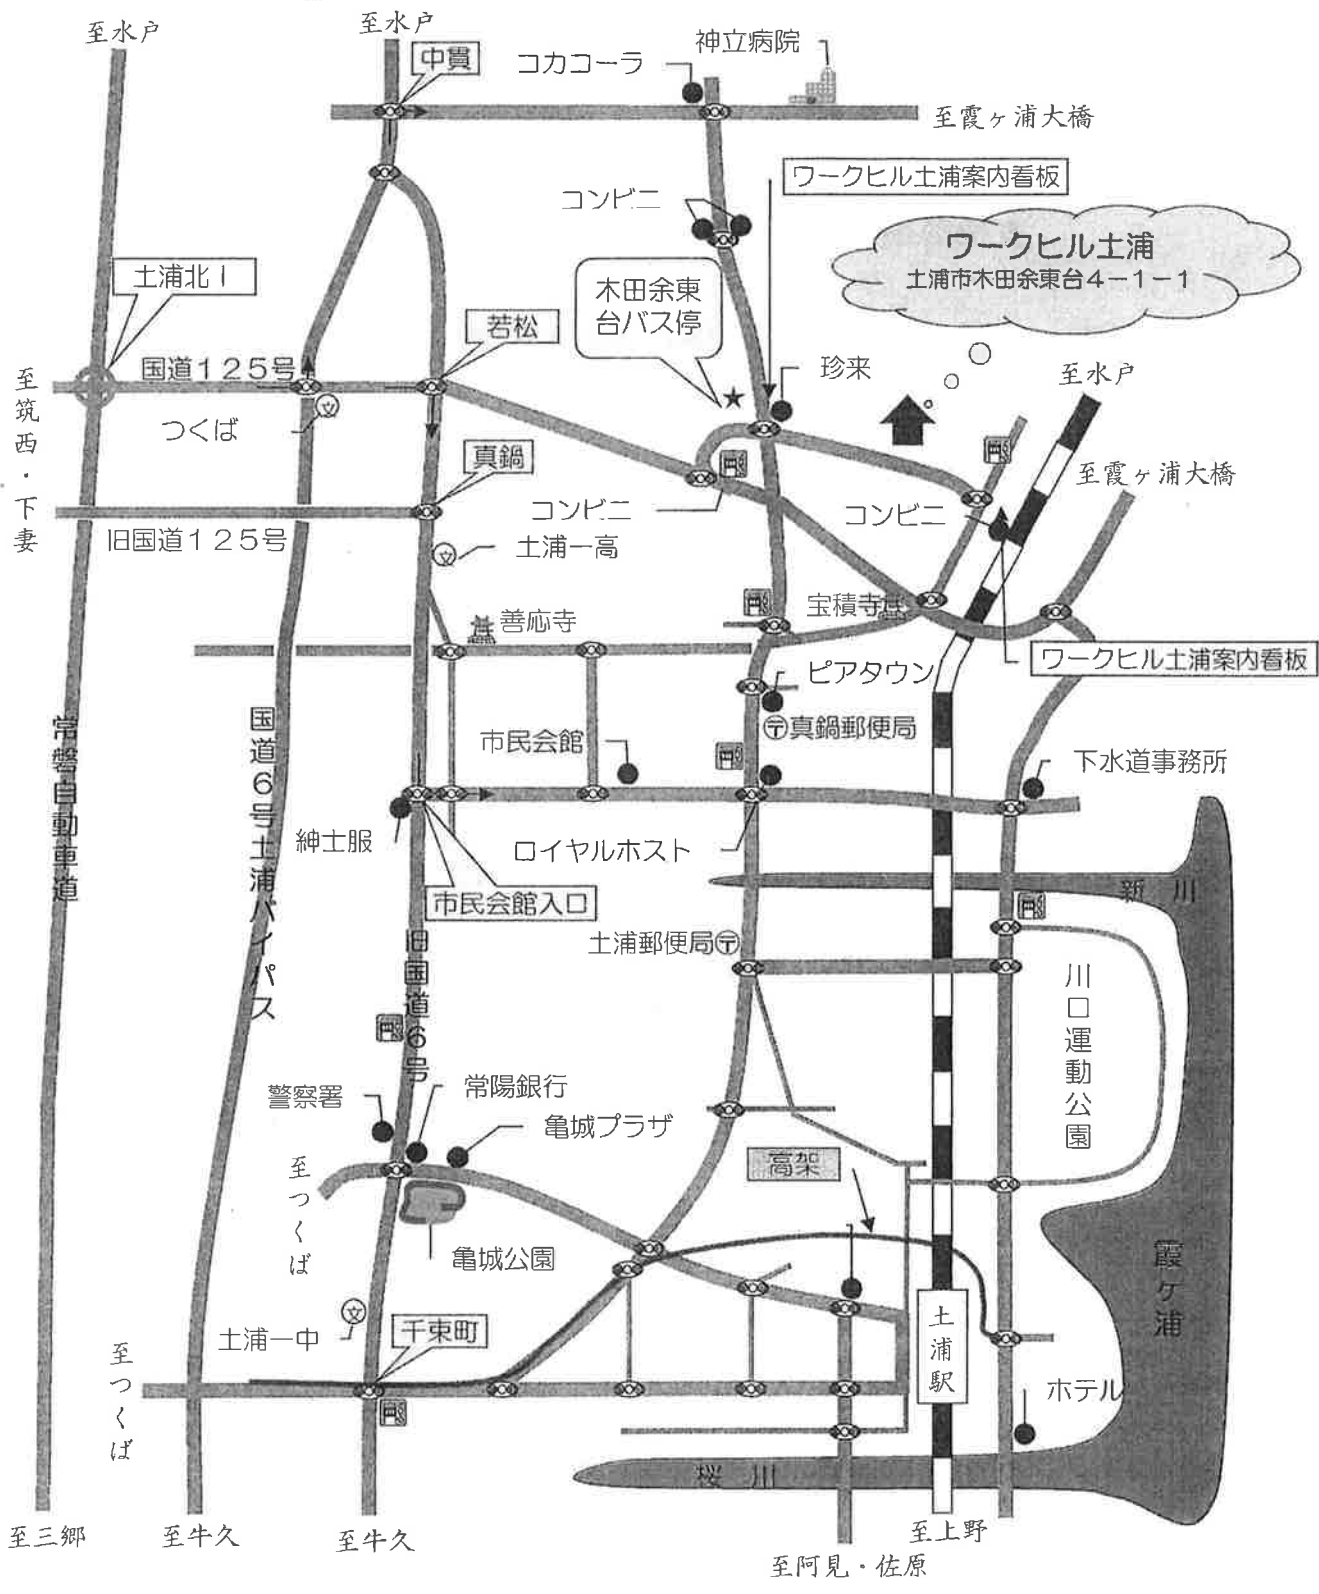 至水戸
至水戸
中貫
コカコーラ
神立病院
至霞ヶ浦大橋
ワークヒル土浦案内看板
コンビニ
ワークヒル土浦
土浦市木田余東台4-1-1
土浦北I
木田余東
台バス停
若松
国道125号
至筑西・下妻
珍来
至水戸
つくば
文
真鍋
至霞ヶ浦大橋
コンビニ
コンビニ
旧国道125号
文
土浦一高
宝積寺
善応寺
ワークヒル土浦案内看板
ピアタウン
〒真鍋郵便局
常磐自動車道
国道6号土浦バイパス
市民会館
下水道事務所
紳士服
ロイヤルホスト
市民会館入口
新川
旧国道6号
土浦郵便局〒
川口運動公園
警察署
常陽銀行
亀城プラザ
至つくば
高架
亀城公園
霞ヶ浦
文
土浦一中
千束町
土浦駅
至つくば
ホテル
桜川
至三郷
至牛久
至牛久
至上野
至阿見・佐原